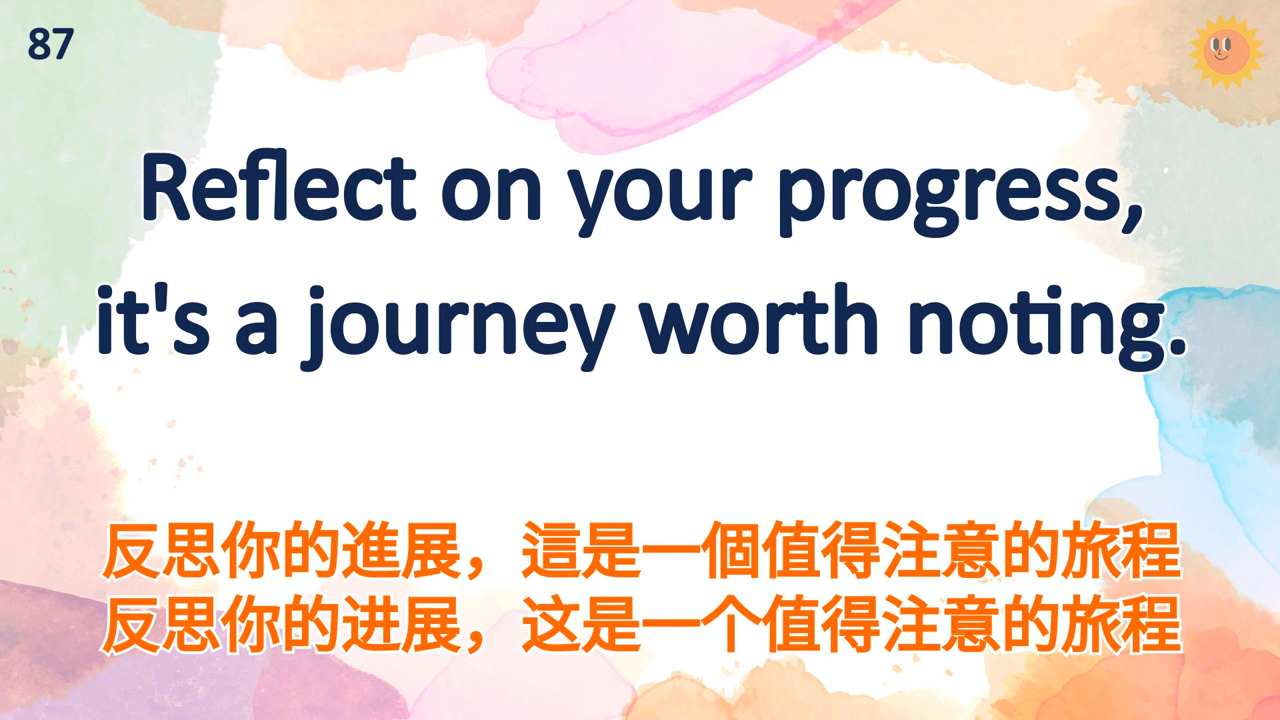 87
Reflect on your progress,
it's a journey worth noting.
反思你的進展，這是一個值得注意的旅程
反思你的进展，这是一个值得注意的旅程